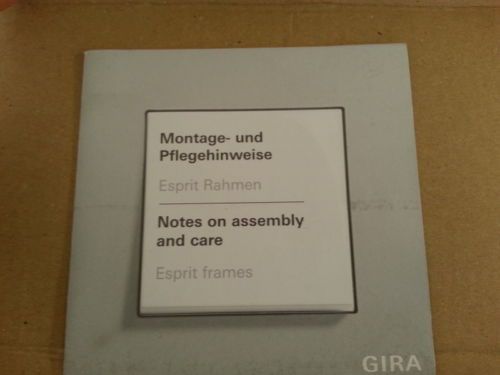 Montage- und
Pflegehinweise
Esprit Rahmen
Notes on assembly
and care
Esprit frames
GIRA